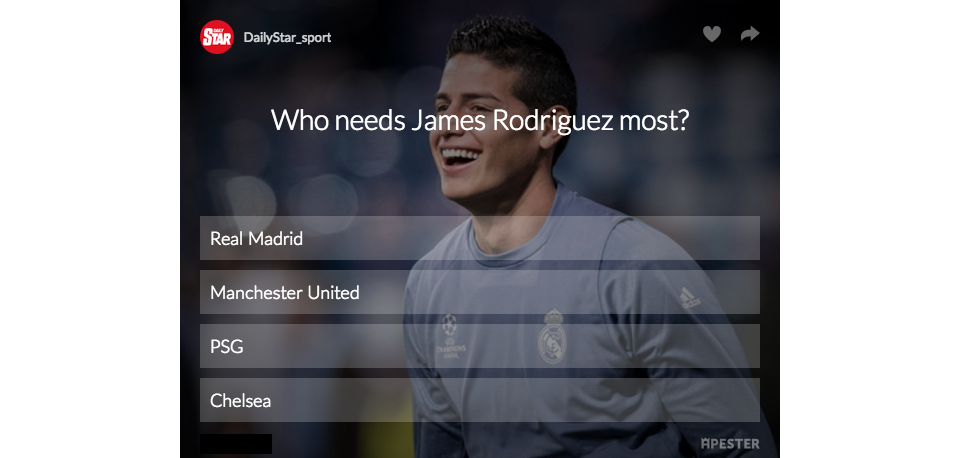 DAILY
STAR
DailyStar_sport
Who needs James Rodriguez most?
Real Madrid
Manchester United
PSG
Chelsea
APESTER